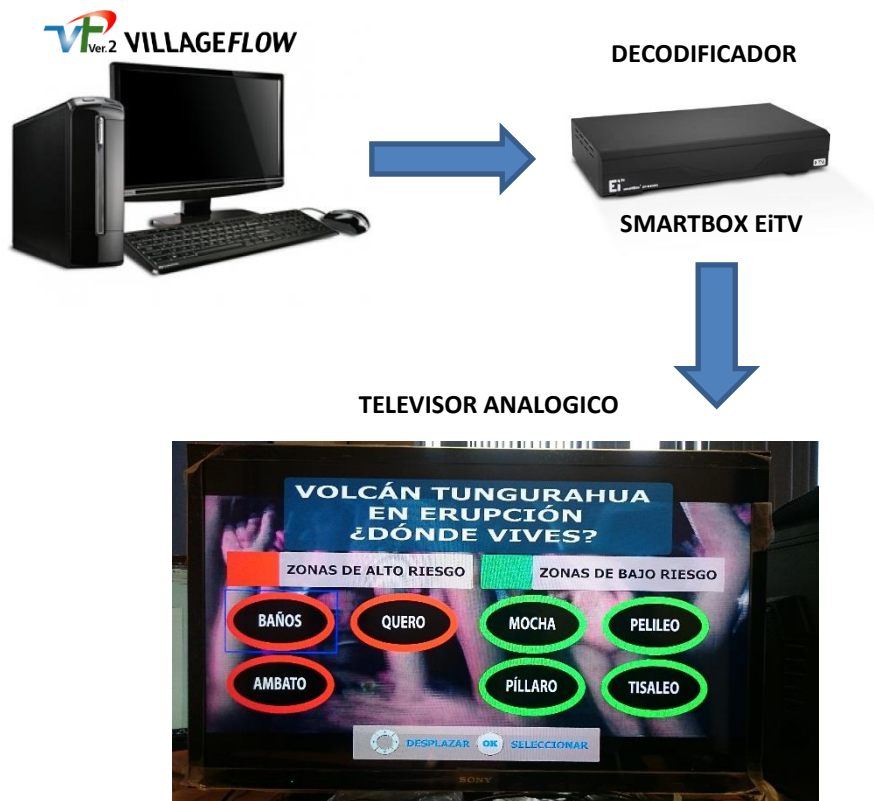 Ver.2 VILLAGEFLOW
DECODIFICADOR
EiTV
SMARTBOX EiTV
TELEVISOR ANALOGICO
VOLCÁN TUNGURAHUA
EN ERUPCIÓN
¿DÓNDE VIVES?
ZONAS DE ALTO RIESGO ZONAS DE BAJO RIESGO
BAÑOS QUERO MOCHA PELILEO
AMBATO PÍLLARO TISALEO
DESPLAZAR OK SELECCIONAR
SONY